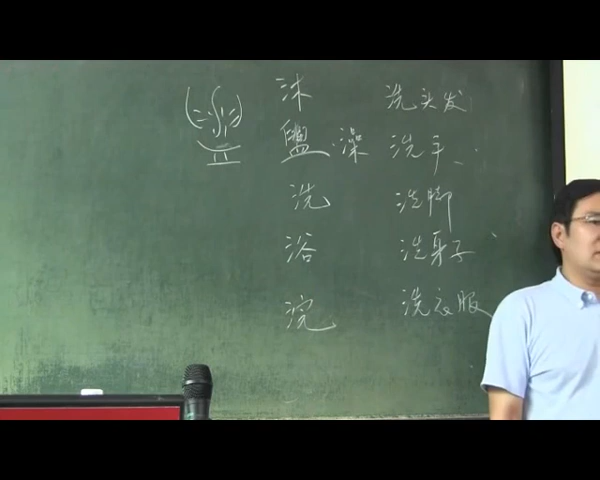 沐 洗头发
盥·澡 洗手
洗 洗脚
浴 洗身子
浣 洗衣服